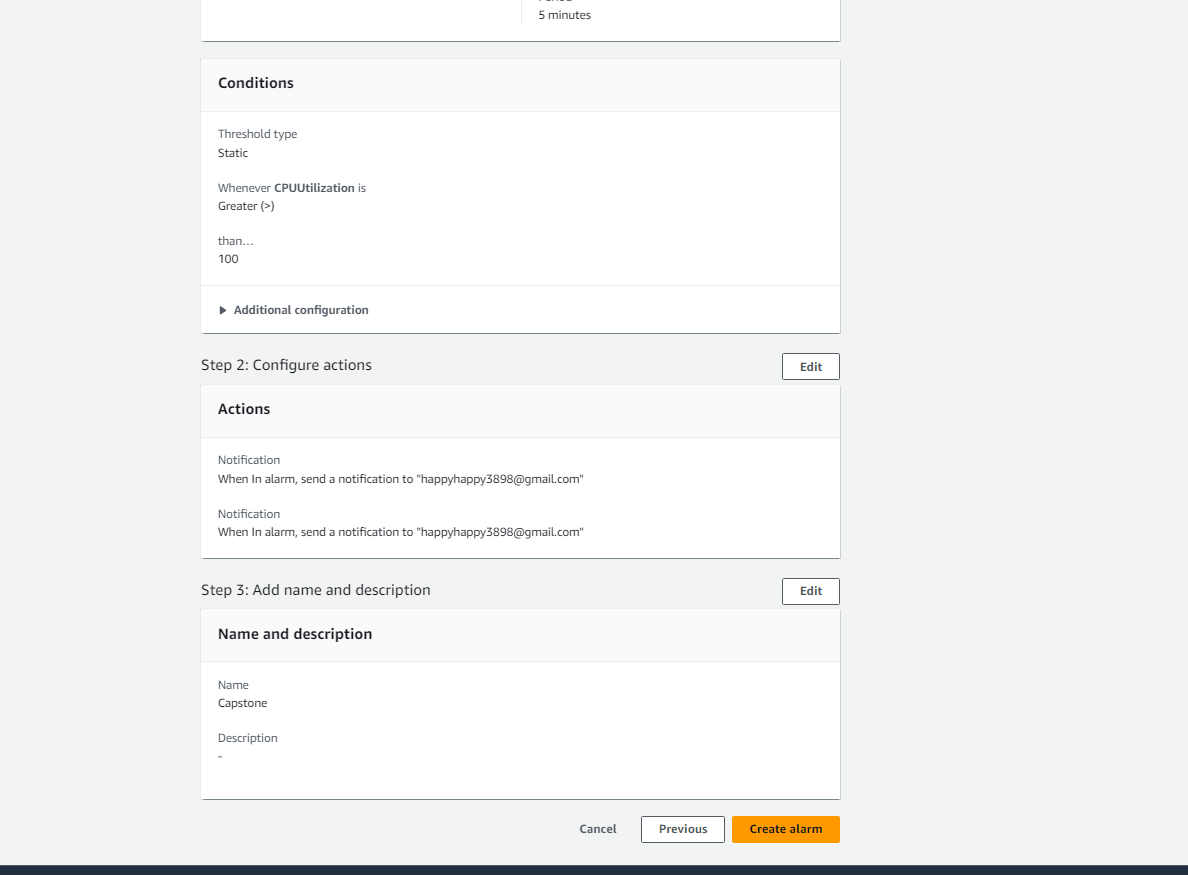 5 minutes
Conditions
Threshold type
Static
Whenever CPUUtilization is
Greater (>)
than...
100
Additional configuration
Step 2: Configure actions
Edit
Actions
Notification
When In alarm, send a notification to "happyhappy3898@gmail.com"
Notification
When In alarm, send a notification to "happyhappy3898@gmail.com"
Step 3: Add name and description
Edit
Name and description
Name
Capstone
Description
-
Cancel
Previous
Create alarm